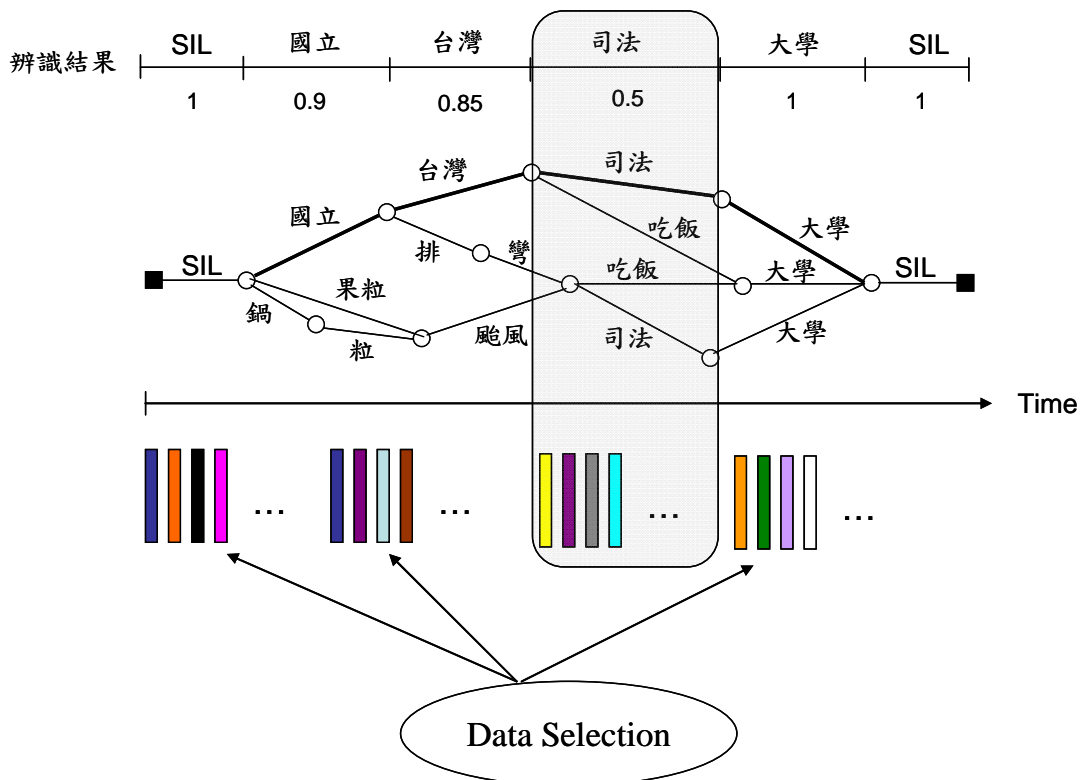 SIL 國立 台灣 司法 大學 SIL
辨識結果
1 0.9 0.85 0.5 1 1
台灣 司法
國立 吃飯 大學
排 彎
SIL 吃飯 大學 SIL
果粒
鍋 颱風 司法 大學
粒
Time
... ... ... ...
Data Selection